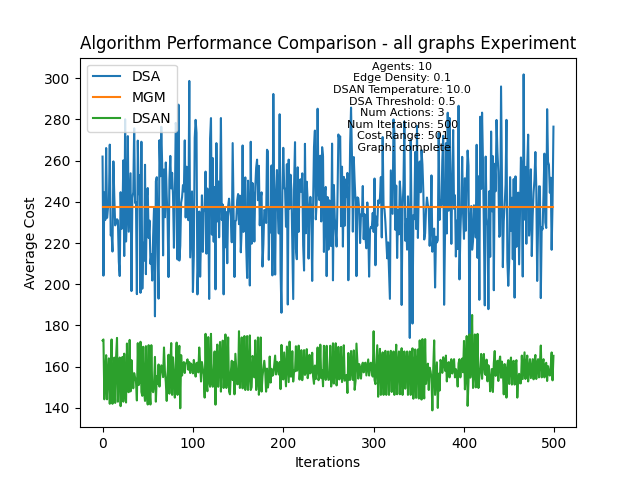 Algorithm Performance Comparison - all graphs Experiment
DSA
MGM
DSAN
Agents: 10
Edge Density: 0.1
DSAN Temperature: 10.0
DSA Threshold: 0.5
Num Actions: 3
Num Iterations: 500
Cost Range: 501
Graph: complete
Average Cost
300
280
260
240
220
200
180
160
140
0
100
200
300
400
500
Iterations